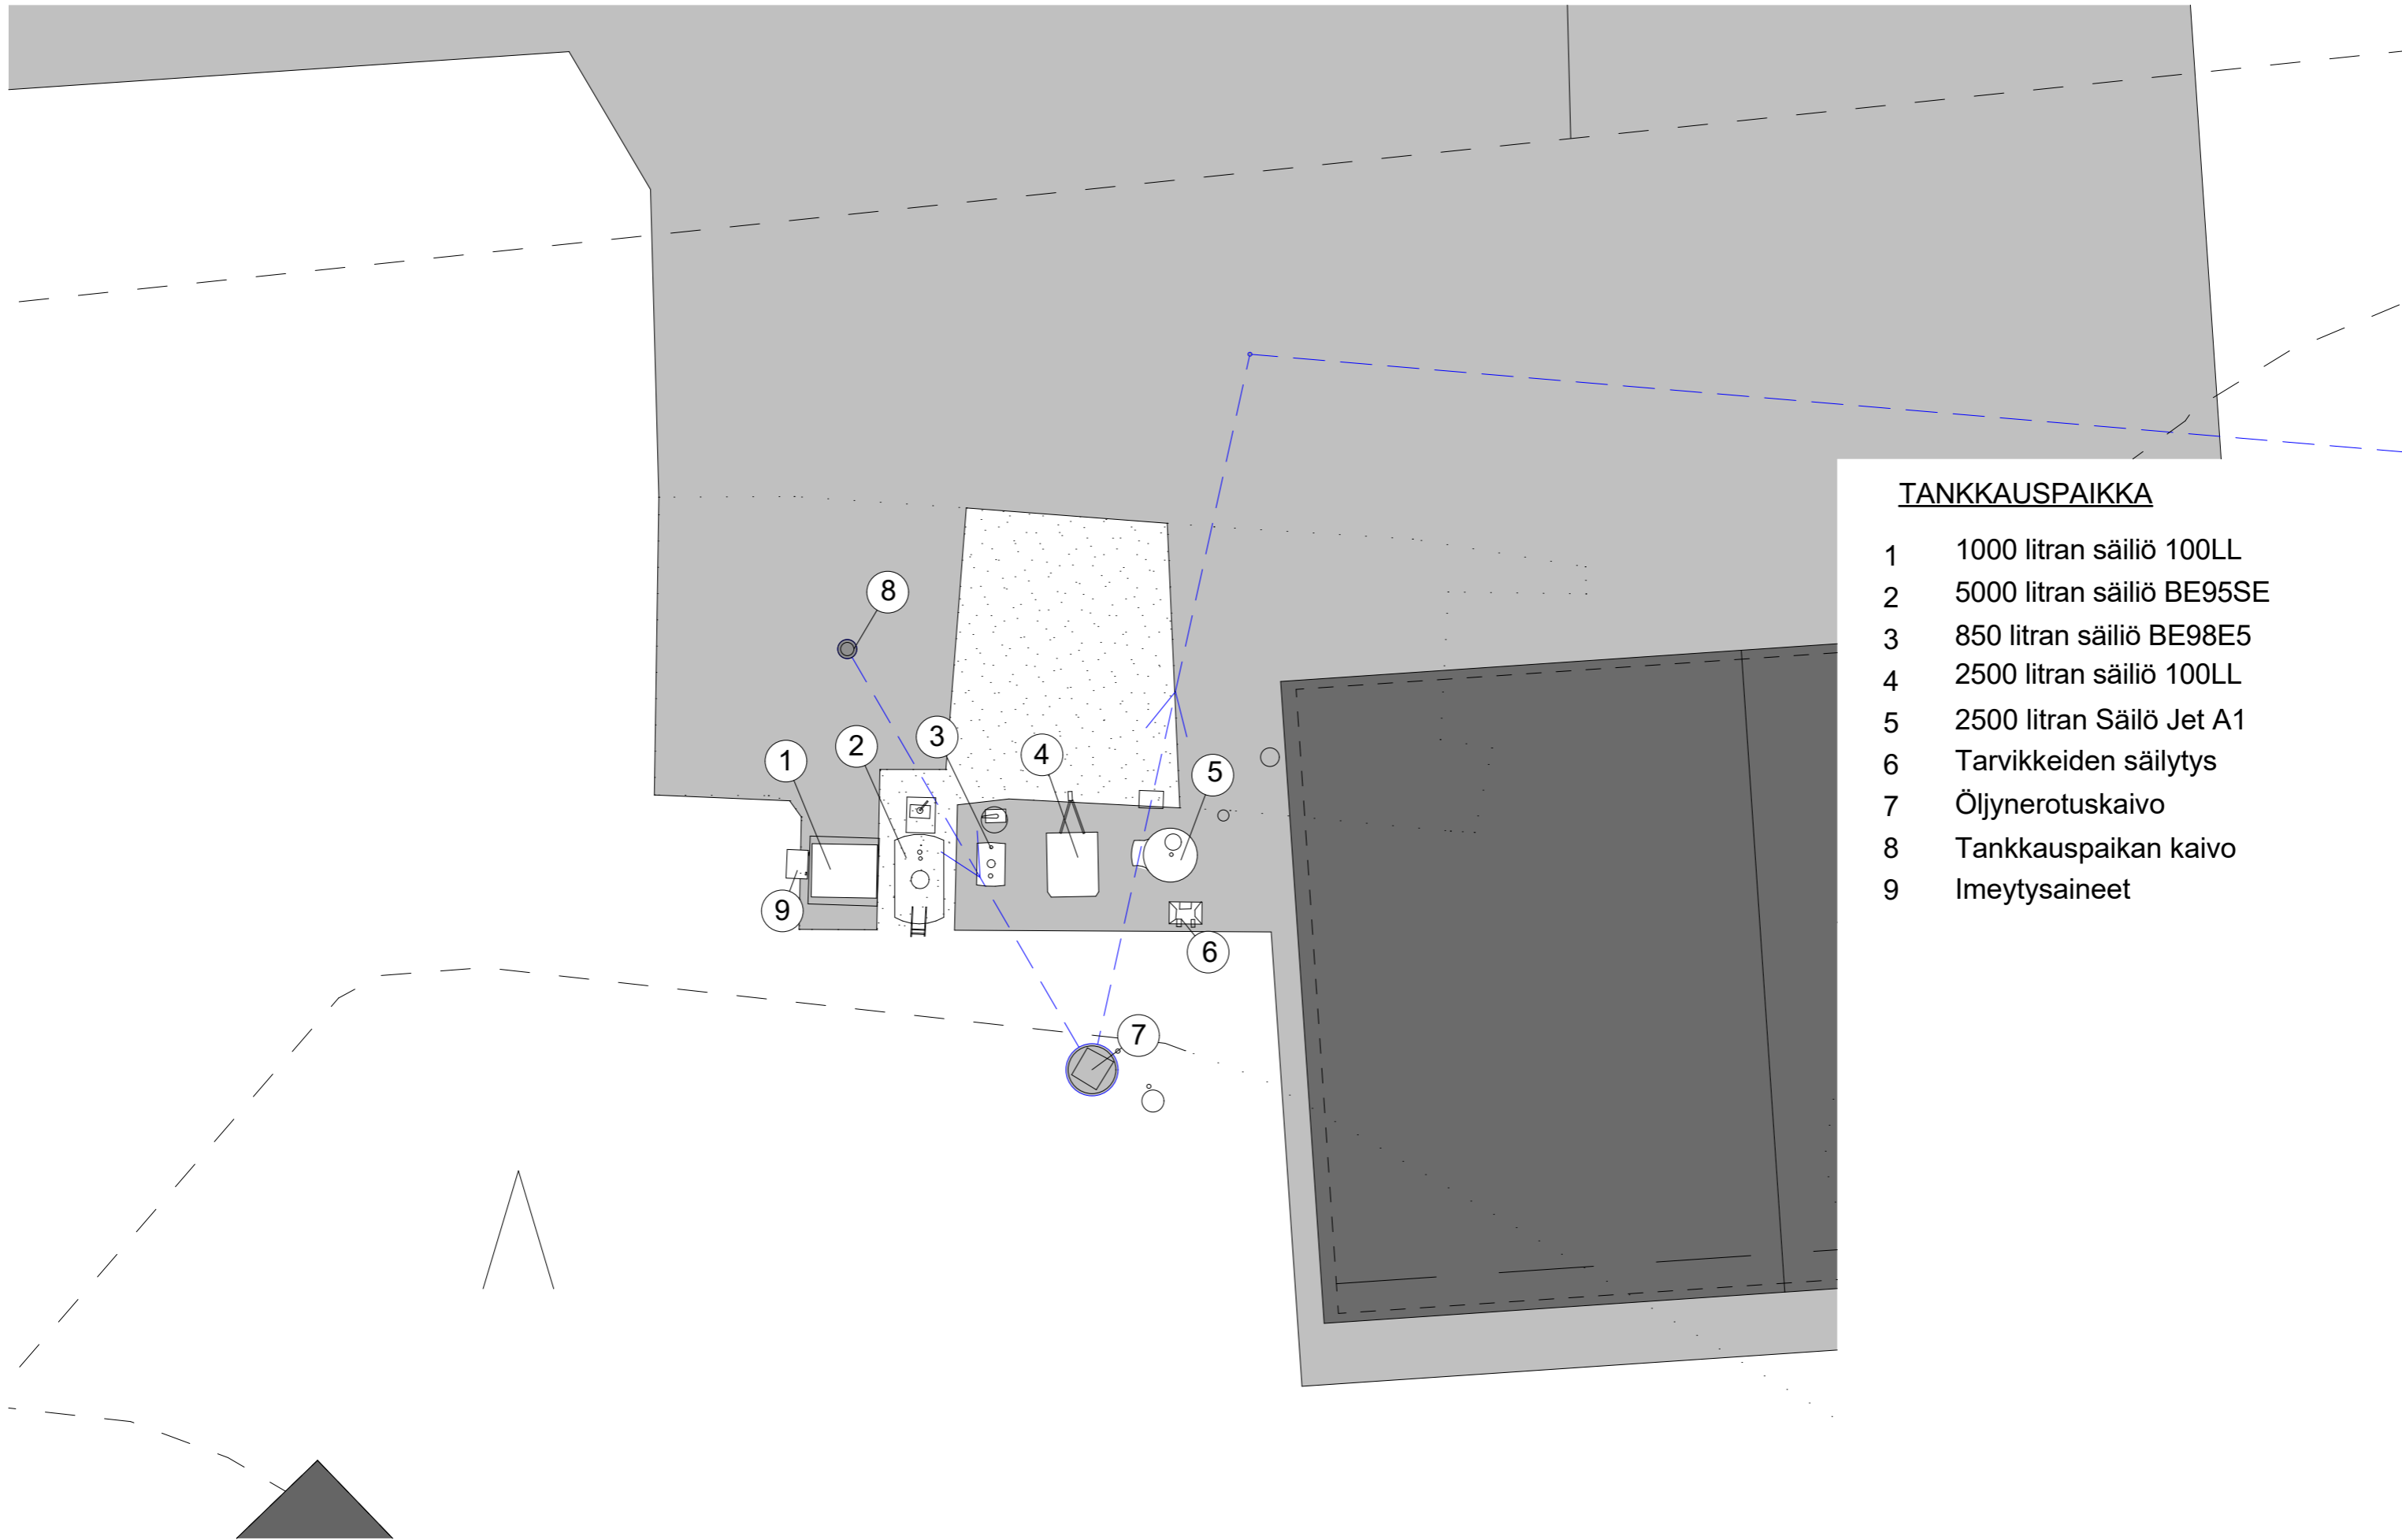 TANKKAUSPAIKKA
1 1000 litran säiliö 100LL
2 5000 litran säiliö BE95SE
3 850 litran säiliö BE98E5
4 2500 litran säiliö 100LL
5 2500 litran Säilö Jet A1
6 Tarvikkeiden säilytys
7 Öljynerotuskaivo
8 Tankkauspaikan kaivo
9 Imeytysaineet
8
3
2
4
1
5
9
6
7